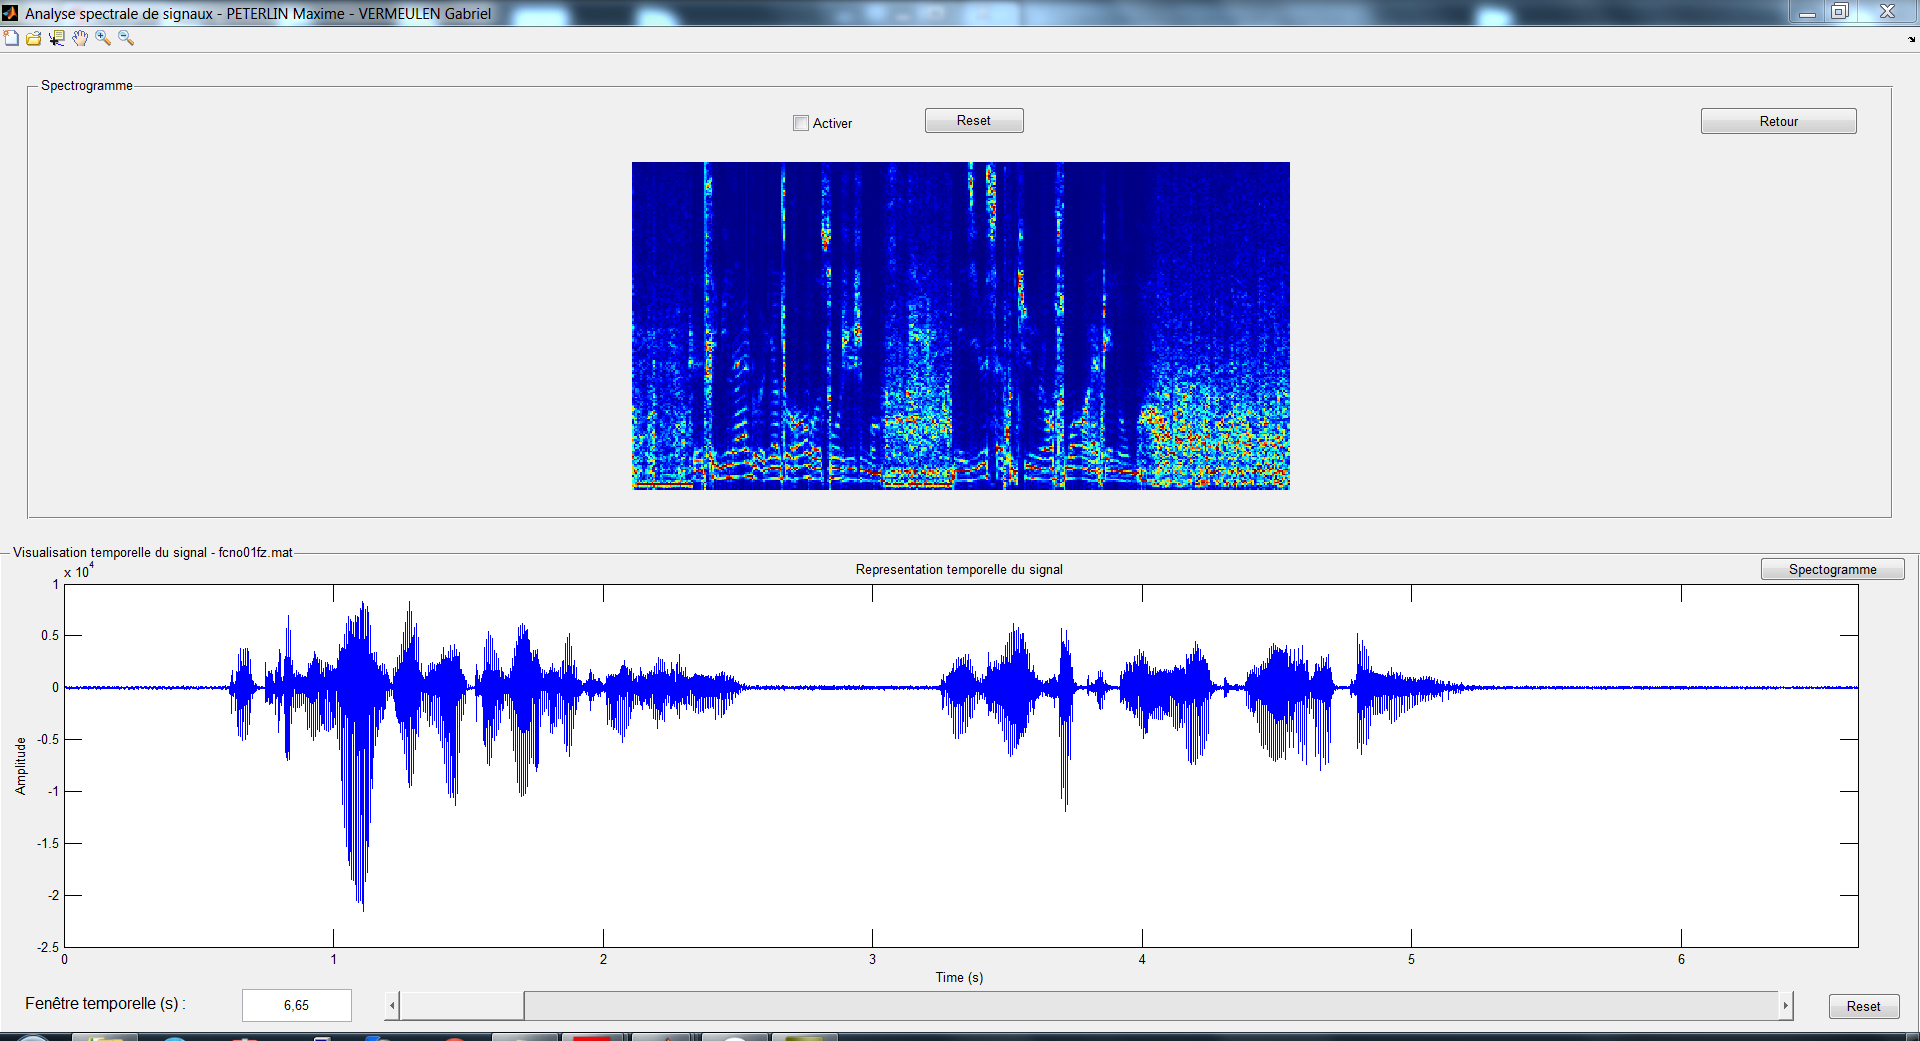 Analyse spectrale de signaux - PETERLIN Maxime - VERMEULEN Gabriel
Spectrogramme
Activer
Reset
Retour
Visualisation temporelle du signal - fcno01fz.mat
x 10^4
Representation temporelle du signal
Spectogramme
1
0.5
0
-0.5
-1
-1.5
-2
-2.5
Amplitude
0 1 2 3 4 5 6
Time (s)
Fenêtre temporelle (s) :
6,65
Reset